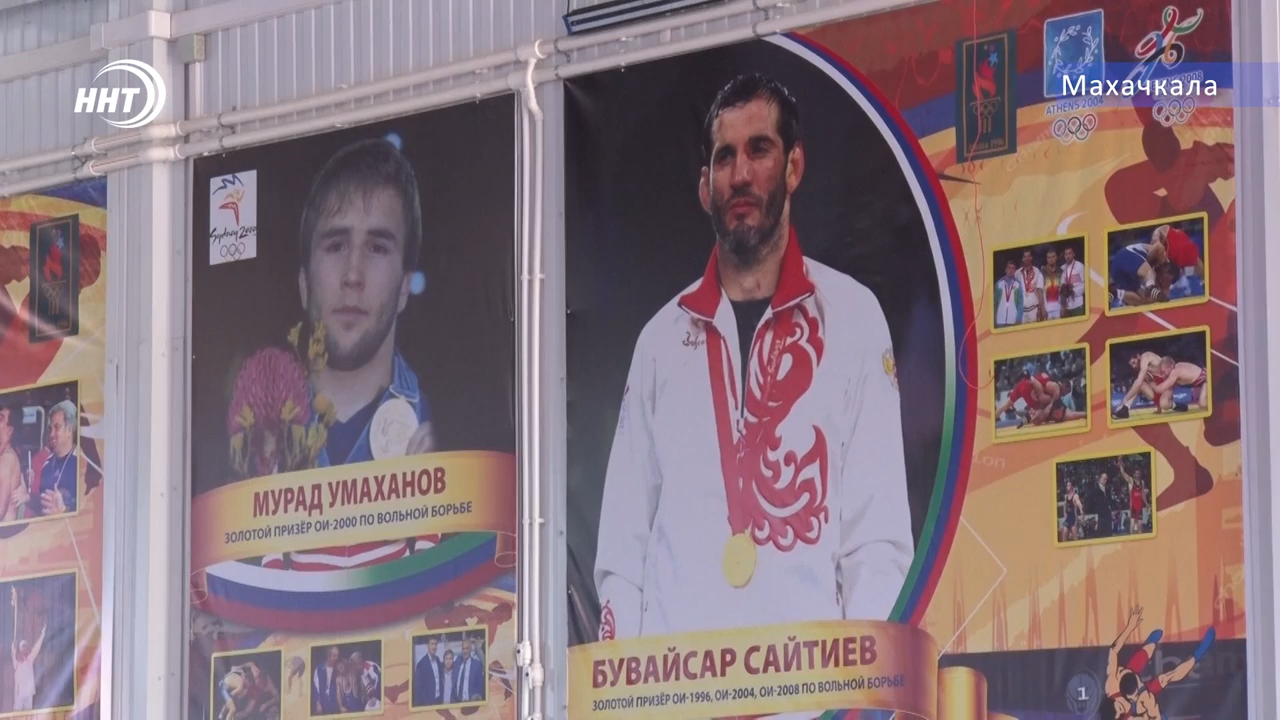 ННТ
Махачкала
Sydney 2000
ATHENS 2004
МУРАД УМАХАНОВ
ЗОЛОТОЙ ПРИЗЁР ОИ-2000 ПО ВОЛЬНОЙ БОРЬБЕ
БУВАЙСАР САЙТИЕВ
ЗОЛОТОЙ ПРИЗЁР ОИ-1996, ОИ-2004, ОИ-2008 ПО ВОЛЬНОЙ БОРЬБЕ
1